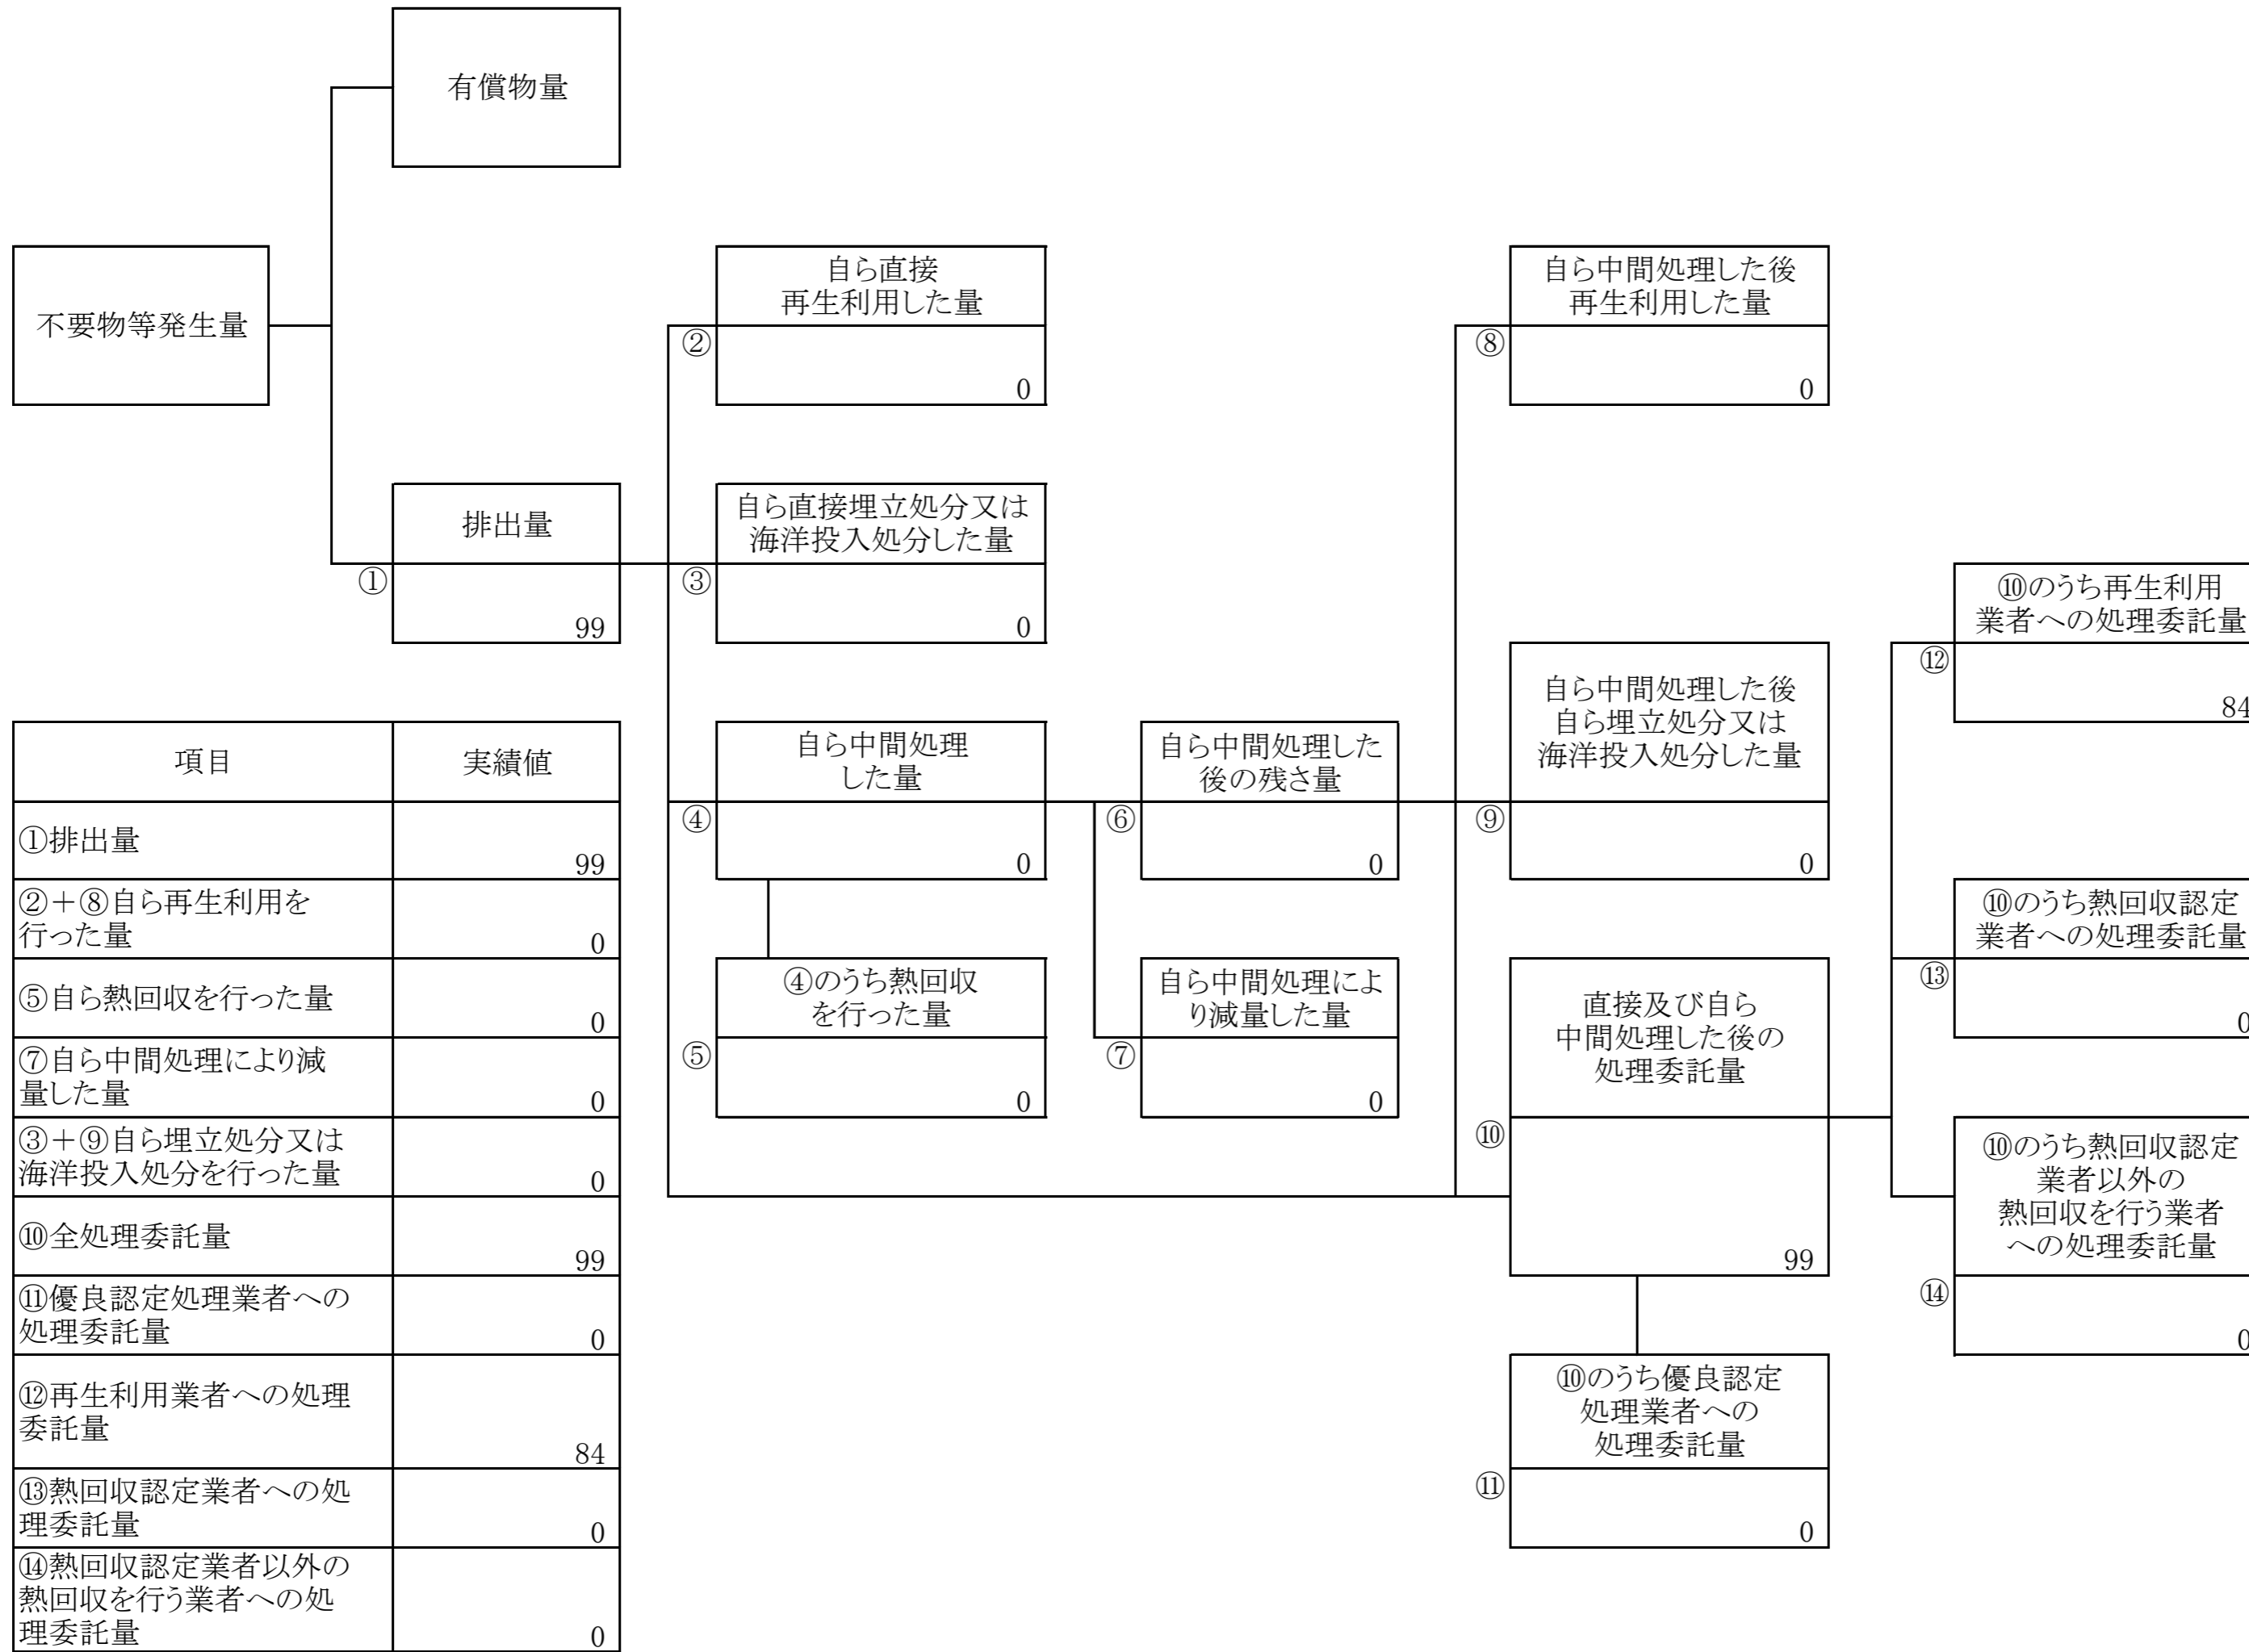 有償物量
不要物等発生量
自ら直接
再生利用した量
②
0
自ら中間処理した後
再生利用した量
⑧
0
排出量
①
99
自ら直接埋立処分又は
海洋投入処分した量
③
0
⑩のうち再生利用
業者への処理委託量
⑫
84
自ら中間処理
した量
④
0
自ら中間処理した
後の残さ量
⑥
0
自ら中間処理した後
自ら埋立処分又は
海洋投入処分した量
⑨
0
⑩のうち熱回収認定
業者への処理委託量
⑬
0
④のうち熱回収
を行った量
⑤
0
自ら中間処理によ
り減量した量
⑦
0
直接及び自ら
中間処理した後の
処理委託量
⑩
99
⑩のうち熱回収認定
業者以外の
熱回収を行う業者
への処理委託量
⑭
0
⑩のうち優良認定
処理業者への
処理委託量
⑪
0
項目 実績値
①排出量
99
②＋⑧自ら再生利用を
行った量 0
⑤自ら熱回収を行った量
0
⑦自ら中間処理により減
量した量 0
③＋⑨自ら埋立処分又は
海洋投入処分を行った量 0
⑩全処理委託量
99
⑪優良認定処理業者への
処理委託量 0
⑫再生利用業者への処理
委託量
84
⑬熱回収認定業者への処
理委託量 0
⑭熱回収認定業者以外の
熱回収を行う業者への処
理委託量 0